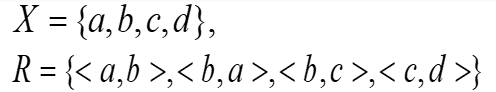 X = {a,b,c,d},
R = {< a,b >,< b,a >,< b,c >,< c,d >}